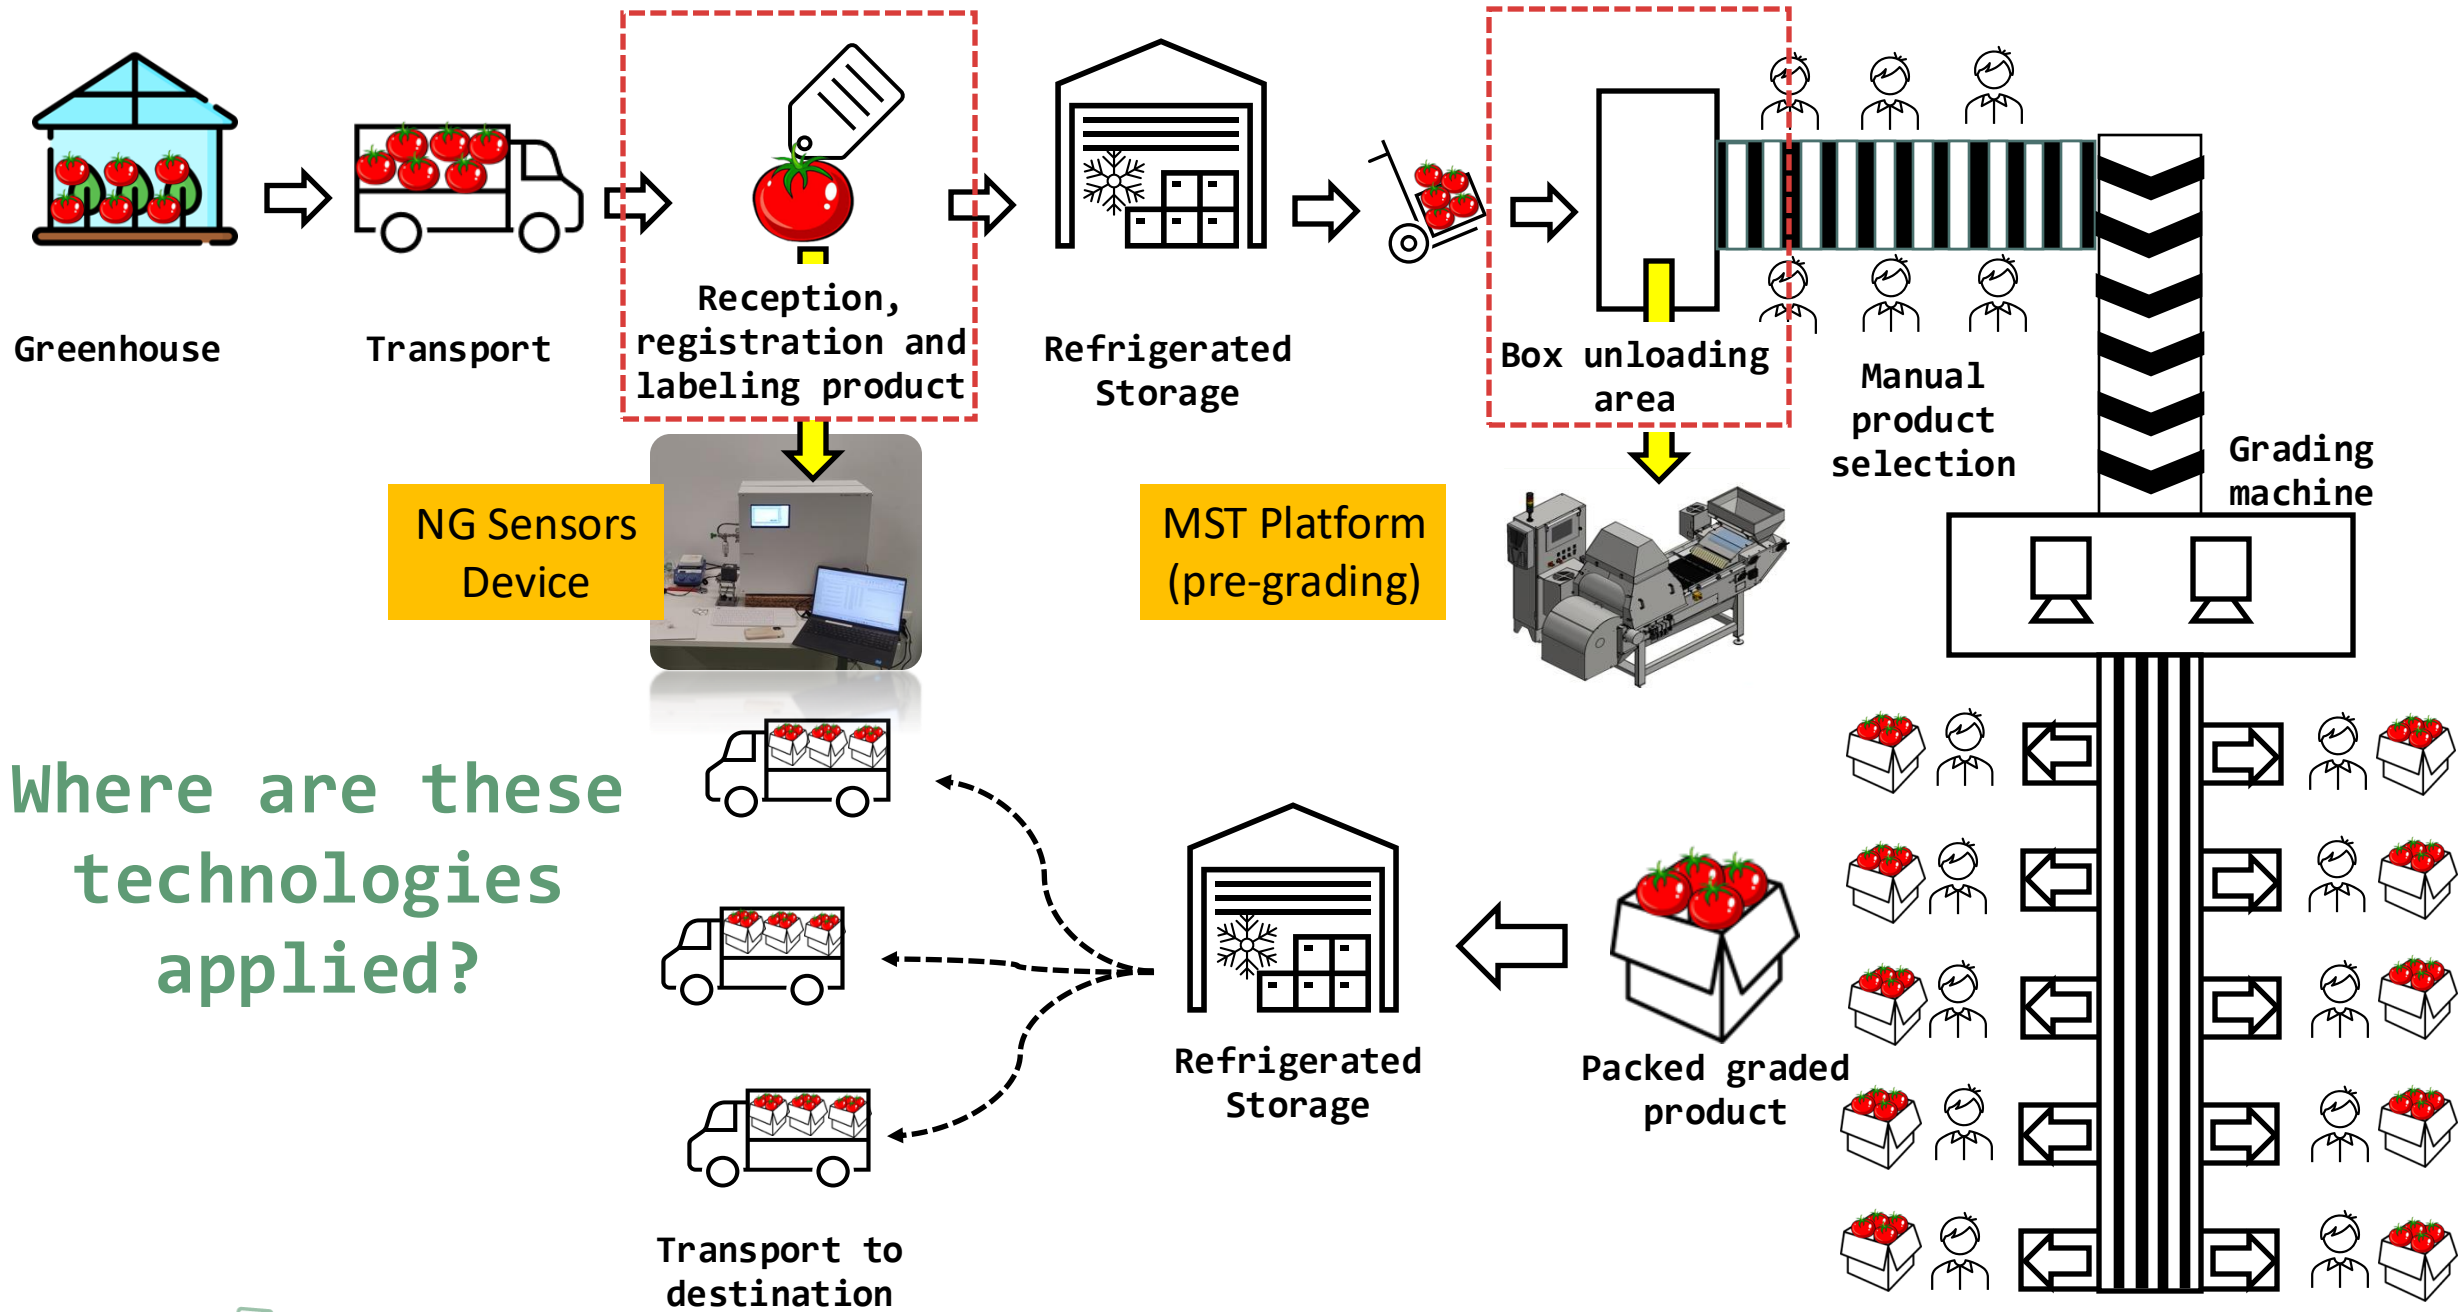 Greenhouse
Transport
Reception,
registration and
labeling product
Refrigerated
Storage
Box unloading
area
Manual
product
selection
Grading
machine
NG Sensors
Device
MST Platform
(pre-grading)
Where are these
technologies
applied?
Refrigerated
Storage
Packed graded
product
Transport to
destination